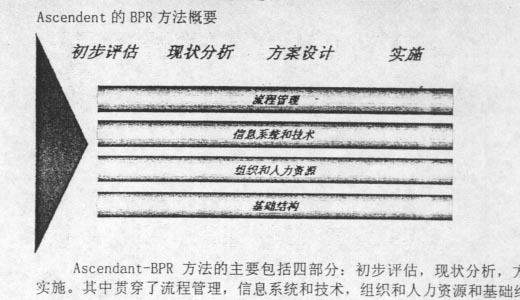 Ascendent 的 BPR 方法概要
初步评估 现状分析 方案设计 实施
流程管理
信息系统和技术
组织和人力资源
基础结构
Ascendant-BPR 方法的主要包括四部分：初步评估，现状分析，方
实施。其中贯穿了流程管理，信息系统和技术，组织和人力资源和基础结